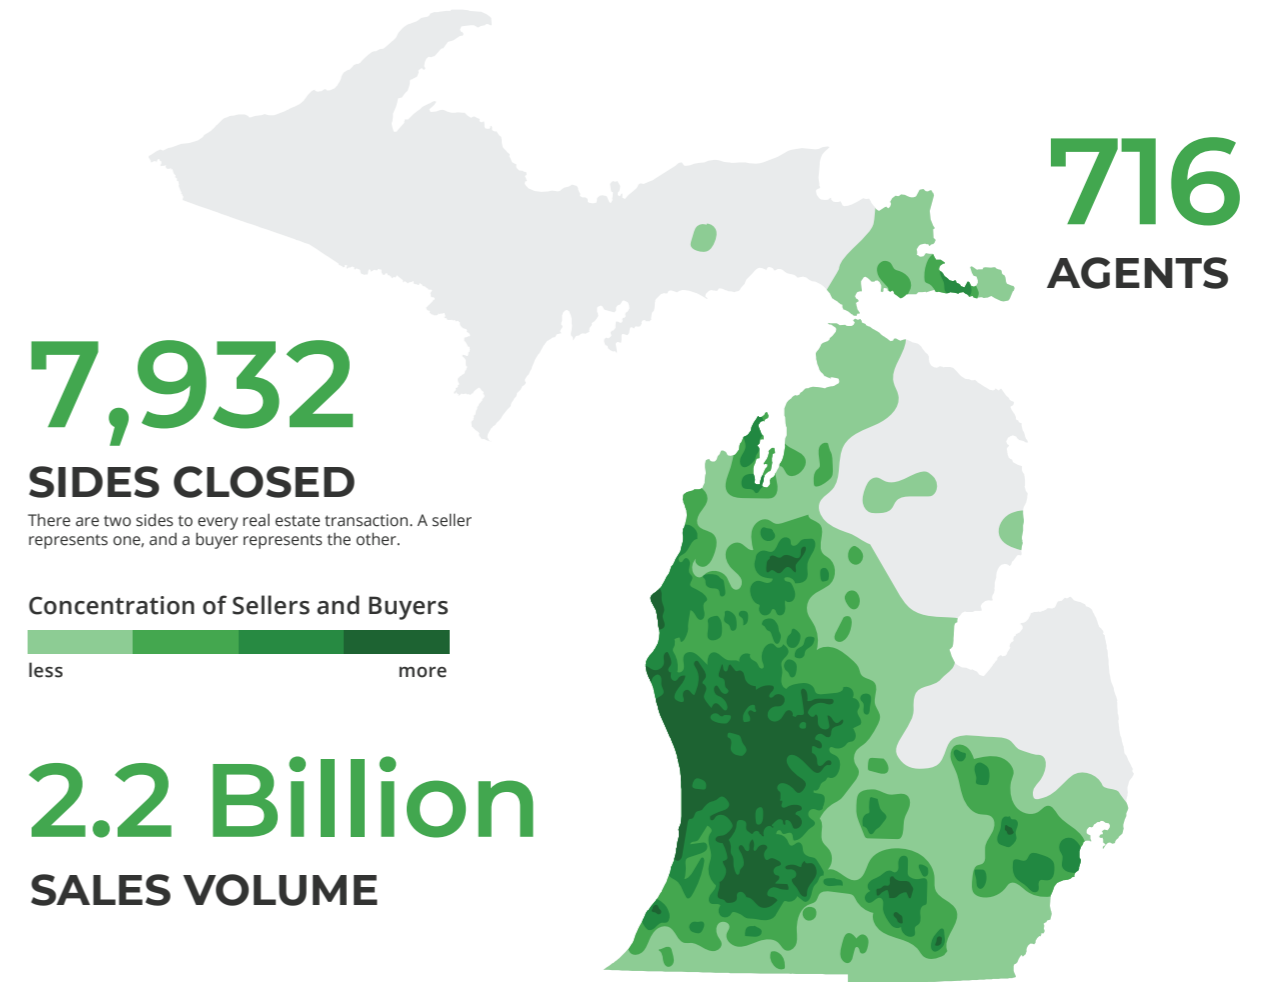 716
AGENTS
7,932
SIDES CLOSED
There are two sides to every real estate transaction. A seller
represents one, and a buyer represents the other.
Concentration of Sellers and Buyers
less more
2.2 Billion
SALES VOLUME